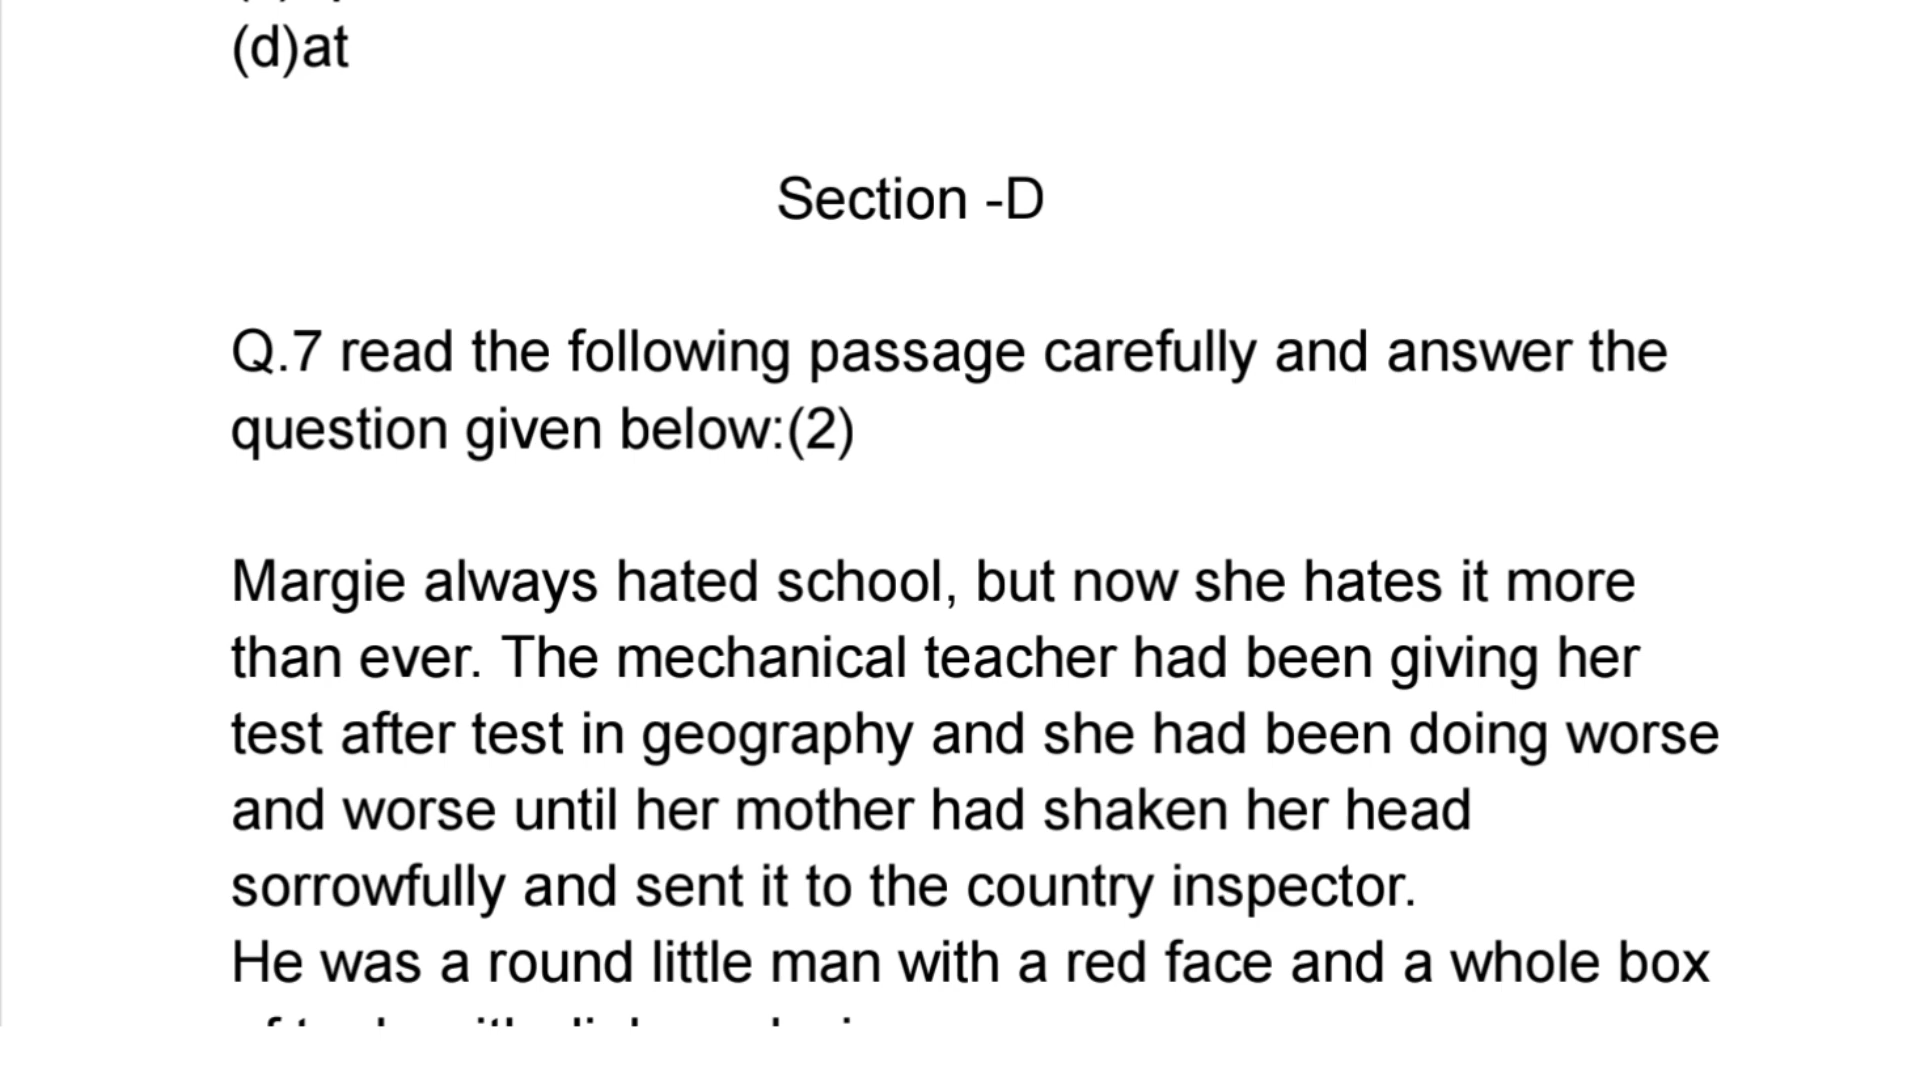 (d)at
Section -D
Q.7 read the following passage carefully and answer the
question given below:(2)
Margie always hated school, but now she hates it more
than ever. The mechanical teacher had been giving her
test after test in geography and she had been doing worse
and worse until her mother had shaken her head
sorrowfully and sent it to the country inspector.
He was a round little man with a red face and a whole box